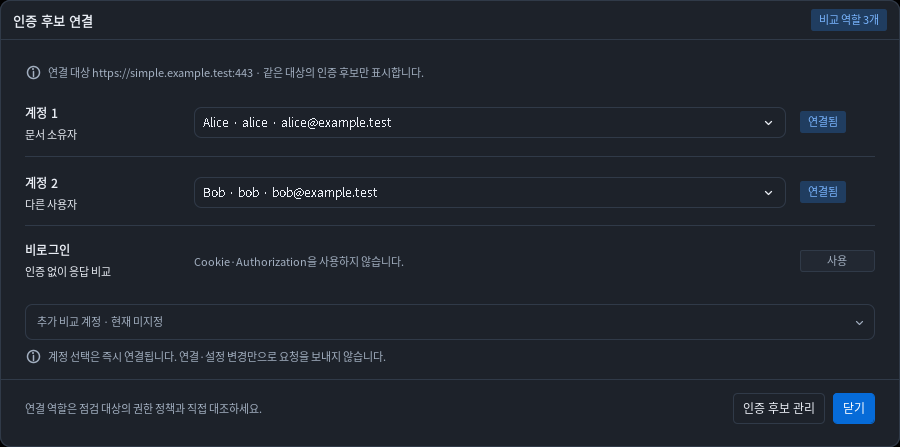 인증 후보 연결
비교 역할 3개
연결 대상 https://simple.example.test:443 · 같은 대상의 인증 후보만 표시합니다.
계정 1
문서 소유자
Alice · alice · alice@example.test
연결됨
계정 2
다른 사용자
Bob · bob · bob@example.test
연결됨
비로그인
인증 없이 응답 비교
Cookie·Authorization을 사용하지 않습니다.
사용
추가 비교 계정 · 현재 미지정
계정 선택은 즉시 연결됩니다. 연결·설정 변경만으로 요청을 보내지 않습니다.
연결 역할은 점검 대상의 권한 정책과 직접 대조하세요.
인증 후보 관리
닫기